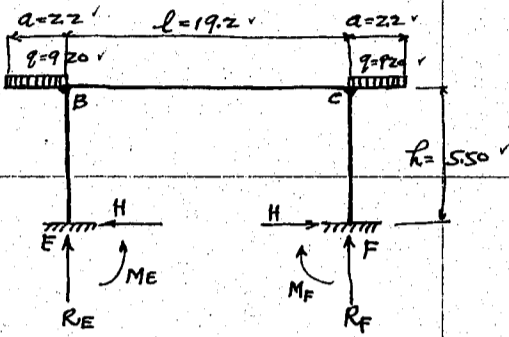 a=2.2 ✓ l=19.2 ✓ a=2.2 ✓
q=920 ✓ q=920 ✓
B C
h=5.50 ✓
H H
E F
ME MF
RE RF